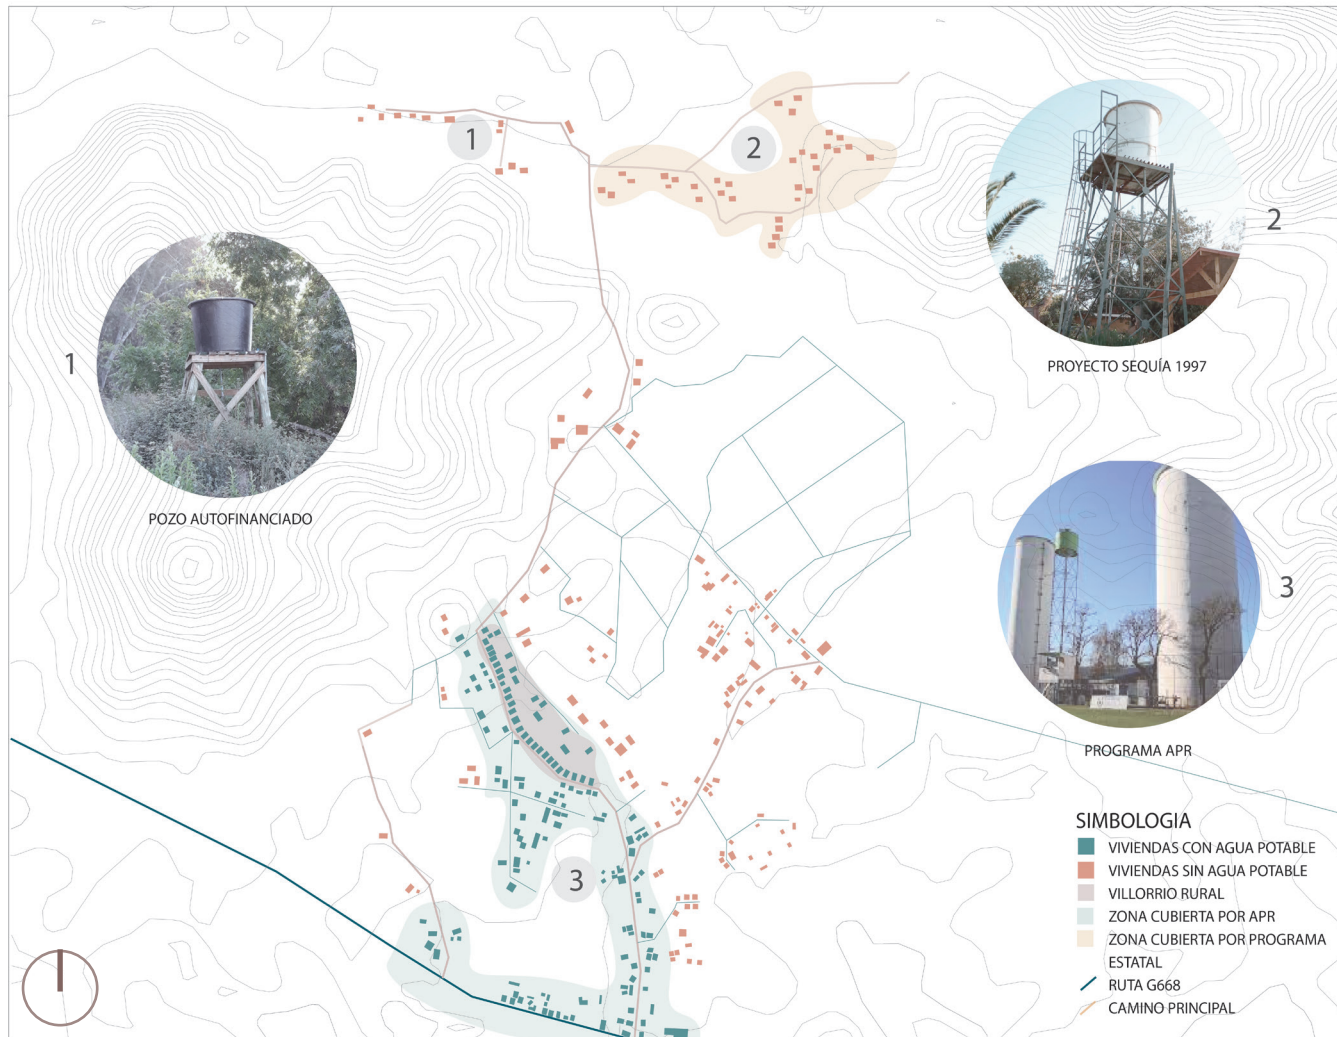 1
2
2
1
PROYECTO SEQUÍA 1997
POZO AUTOFINANCIADO
3
PROGRAMA APR
3
SIMBOLOGIA
VIVIENDAS CON AGUA POTABLE
VIVIENDAS SIN AGUA POTABLE
VILLORRIO RURAL
ZONA CUBIERTA POR APR
ZONA CUBIERTA POR PROGRAMA
ESTATAL
RUTA G668
CAMINO PRINCIPAL